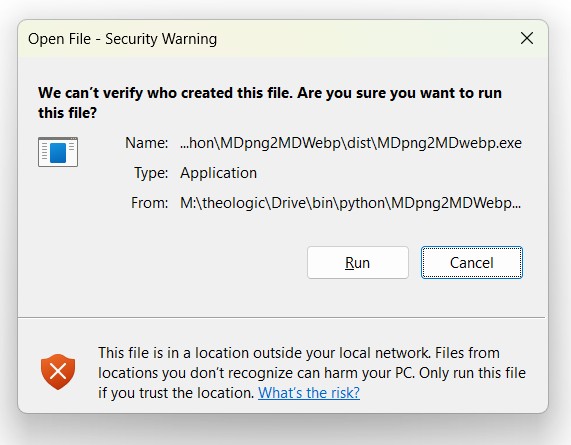 Open File - Security Warning
We can't verify who created this file. Are you sure you want to run
this file?
Name: ...hon\MDpng2MDWebp\dist\MDpng2MDwebp.exe
Type: Application
From: M:\theologic\Drive\bin\python\MDpng2MDWebp...
Run Cancel
This file is in a location outside your local network. Files from
locations you don't recognize can harm your PC. Only run this file
if you trust the location. What's the risk?